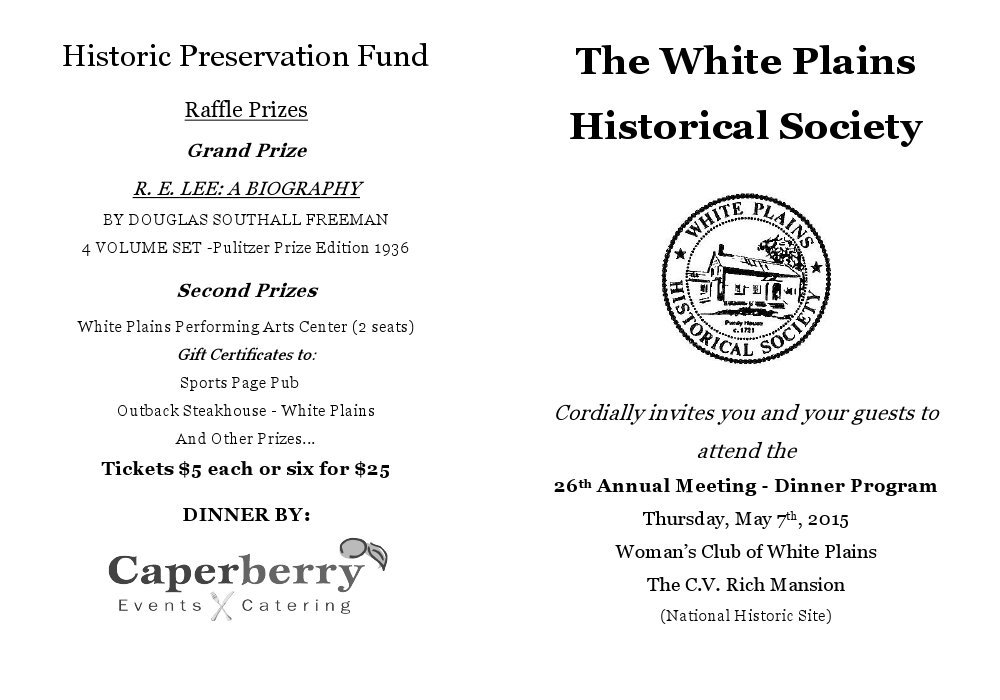 Historic Preservation Fund
Raffle Prizes
Grand Prize
R. E. LEE: A BIOGRAPHY
BY DOUGLAS SOUTHALL FREEMAN
4 VOLUME SET -Pulitzer Prize Edition 1936
Second Prizes
White Plains Performing Arts Center (2 seats)
Gift Certificates to:
Sports Page Pub
Outback Steakhouse - White Plains
And Other Prizes...
Tickets $5 each or six for $25
DINNER BY:
Caperberry
Events Catering
The White Plains
Historical Society
WHITE PLAINS
HISTORICAL SOCIETY
Purdy House
c. 1721
Cordially invites you and your guests to
attend the
26th Annual Meeting - Dinner Program
Thursday, May 7th, 2015
Woman's Club of White Plains
The C.V. Rich Mansion
(National Historic Site)